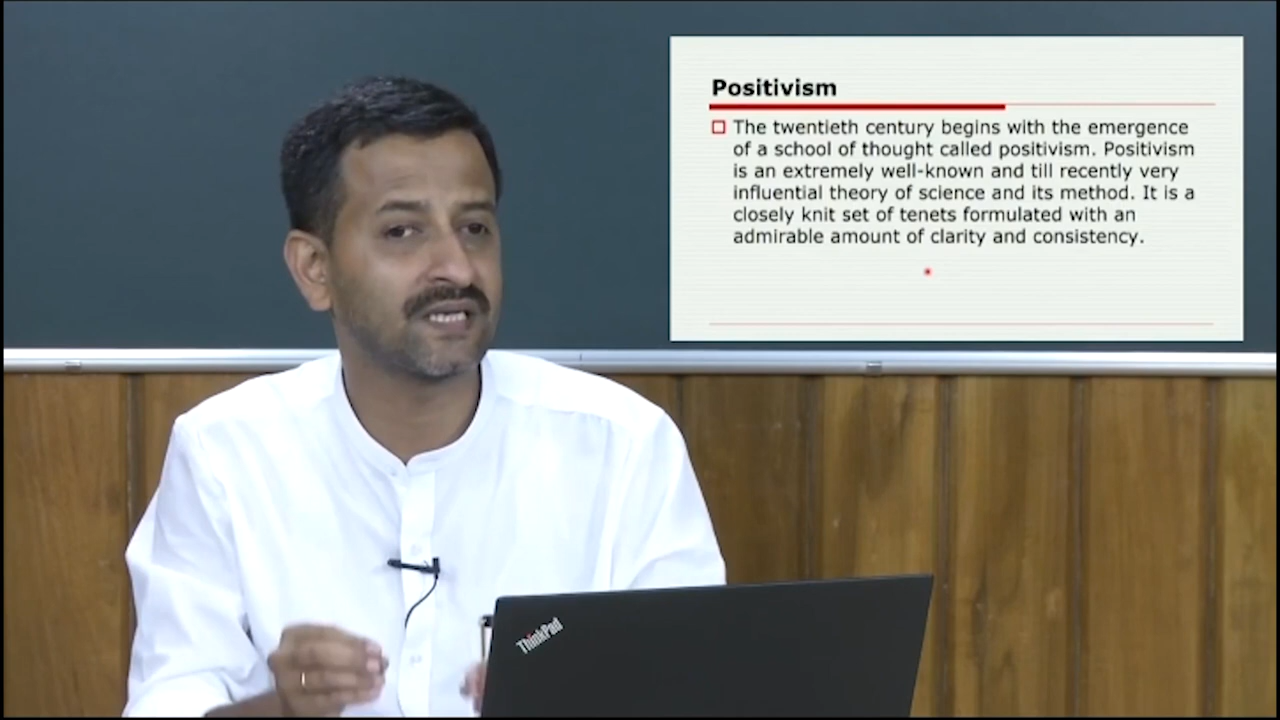 Positivism
The twentieth century begins with the emergence
of a school of thought called positivism. Positivism
is an extremely well-known and till recently very
influential theory of science and its method. It is a
closely knit set of tenets formulated with an
admirable amount of clarity and consistency.
ThinkPad